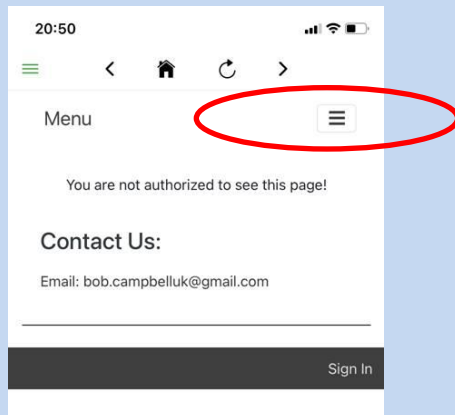 20:50
Menu
You are not authorized to see this page!
Contact Us:
Email: bob.campbelluk@gmail.com
Sign In